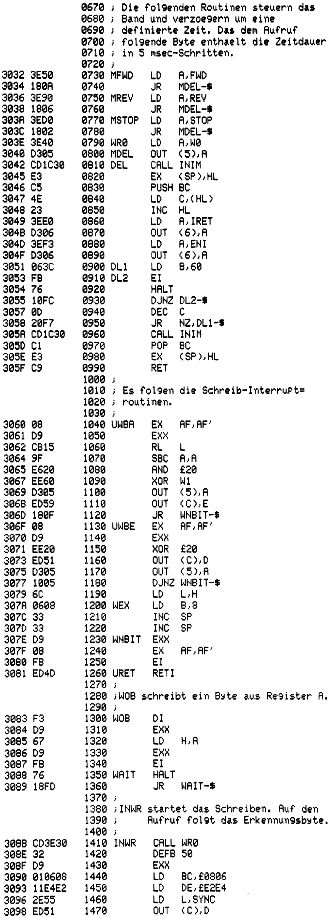 0670 ; Die folgenden Routinen steuern das
0680 ; Band und verzoegern um eine
0690 ; definierte Zeit. Das dem Aufruf
0700 ; folgende Byte enthaelt die Zeitdauer
0710 ; in 5 msec-Schritten.
0720 ;
3032 3E50 0730 MFWD LD A,FWD
3034 180A 0740 JR MDEL-$
3036 3E90 0750 MREV LD A,REV
3038 1806 0760 JR MDEL-$
303A 3ED0 0770 MSTOP LD A,STOP
303C 1802 0780 JR MDEL-$
303E 3E40 0790 WR0 LD A,W0
3040 D305 0800 MDEL OUT (5),A
3042 CD1C30 0810 DEL CALL INIM
3045 E3 0820 EX (SP),HL
3046 C5 0830 PUSH BC
3047 4E 0840 LD C,(HL)
3048 23 0850 INC HL
3049 3EE0 0860 LD A,IRET
304B D306 0870 OUT (6),A
304D 3EF3 0880 LD A,ENI
304F D306 0890 OUT (6),A
3051 063C 0900 DL1 LD B,60
3053 FB 0910 DL2 EI
3054 76 0920 HALT
3055 10FC 0930 DJNZ DL2-$
3057 0D 0940 DEC C
3058 20F7 0950 JR NZ,DL1-$
305A CD1C30 0960 CALL INIM
305D C1 0970 POP BC
305E E3 0980 EX (SP),HL
305F C9 0990 RET
1000 ;
1010 ; Es folgen die Schreib-Interrupt=
1020 ; routinen.
1030 ;
3060 08 1040 UWBA EX AF,AF'
3061 D9 1050 EXX
3062 CB15 1060 RL L
3064 9F 1070 SBC A,A
3065 E620 1080 AND £20
3067 EE60 1090 XOR W1
3069 D305 1100 OUT (5),A
306B ED59 1110 OUT (C),E
306D 180F 1120 JR WNBIT-$
306F 08 1130 UWBE EX AF,AF'
3070 D9 1140 EXX
3071 EE20 1150 XOR £20
3073 ED51 1160 OUT (C),D
3075 D305 1170 OUT (5),A
3077 1005 1180 DJNZ WNBIT-$
3079 6C 1190 LD L,H
307A 0608 1200 WEX LD B,8
307C 33 1210 INC SP
307D 33 1220 INC SP
307E D9 1230 WNBIT EXX
307F 08 1240 EX AF,AF'
3080 FB 1250 EI
3081 ED4D 1260 URET RETI
1270 ;
1280 ;WOB schreibt ein Byte aus Register A.
1290 ;
3083 F3 1300 WOB DI
3084 D9 1310 EXX
3085 67 1320 LD H,A
3086 D9 1330 EXX
3087 FB 1340 EI
3088 76 1350 WAIT HALT
3089 18FD 1360 JR WAIT-$
1370 ;
1380 ;INWR startet das Schreiben. Auf den
1390 ; Aufruf folgt das Erkennungsbyte.
1400 ;
308B CD3E30 1410 INWR CALL WR0
308E 32 1420 DEFB 50
308F D9 1430 EXX
3090 010608 1440 LD BC,£0806
3093 11E4E2 1450 LD DE,£E2E4
3096 2E55 1460 LD L,SYNC
3098 ED51 1470 OUT (C),D